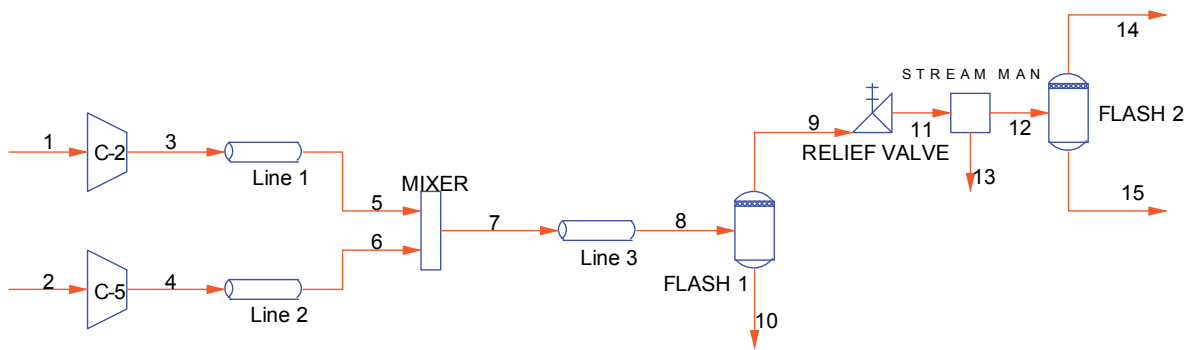 14
STREAM MAN
9
11
12
FLASH 2
RELIEF VALVE
13
15
1
C-2
3
Line 1
MIXER
5
6
7
8
Line 3
FLASH 1
10
2
C-5
4
Line 2